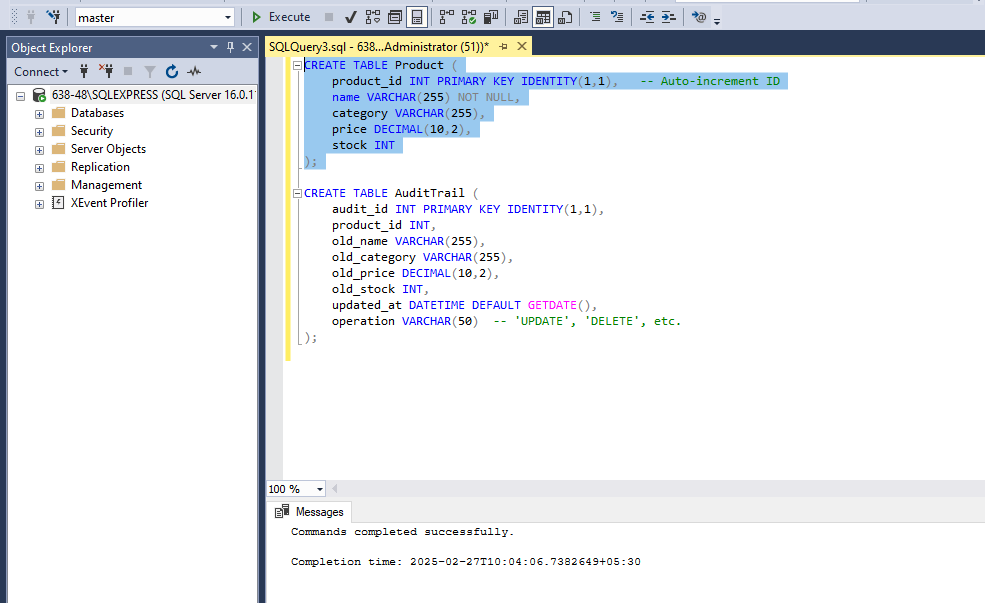 master
Execute
Object Explorer
SQLQuery3.sql - 638...Administrator (51))*
Connect
638-48\SQLEXPRESS (SQL Server 16.0.1
Databases
Security
Server Objects
Replication
Management
XEvent Profiler
CREATE TABLE Product (
product_id INT PRIMARY KEY IDENTITY(1,1),   -- Auto-increment ID
name VARCHAR(255) NOT NULL,
category VARCHAR(255),
price DECIMAL(10,2),
stock INT
);
CREATE TABLE AuditTrail (
audit_id INT PRIMARY KEY IDENTITY(1,1),
product_id INT,
old_name VARCHAR(255),
old_category VARCHAR(255),
old_price DECIMAL(10,2),
old_stock INT,
updated_at DATETIME DEFAULT GETDATE(),
operation VARCHAR(50)  -- 'UPDATE', 'DELETE', etc.
);
100 %
Messages
Commands completed successfully.
Completion time: 2025-02-27T10:04:06.7382649+05:30